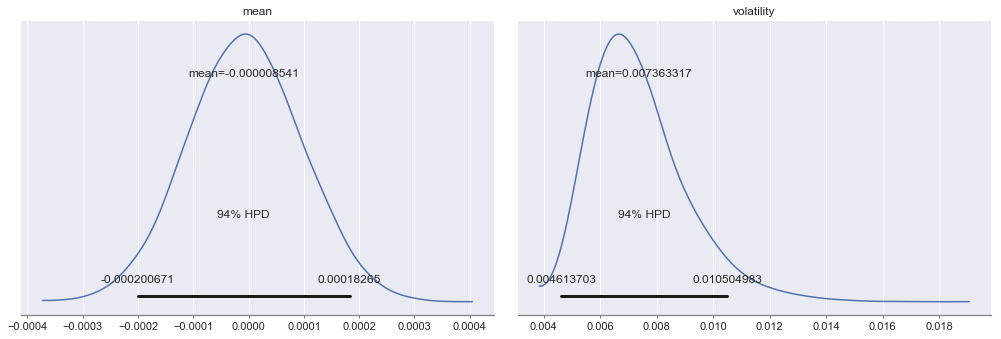 mean
mean=-0.000008541
94% HPD
-0.000200671
0.00018265
−0.0004 −0.0003 −0.0002 −0.0001 0.0000 0.0001 0.0002 0.0003 0.0004
volatility
mean=0.007363317
94% HPD
0.004613703
0.010504983
0.004 0.006 0.008 0.010 0.012 0.014 0.016 0.018